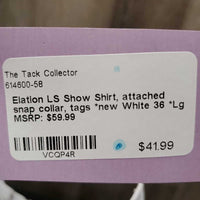 The Tack Collector
614600-58
Elation LS Show Shirt, attached
snap collar, tags *new White 36 *Lg
MSRP: $59.99
VCQP4R
$41.99